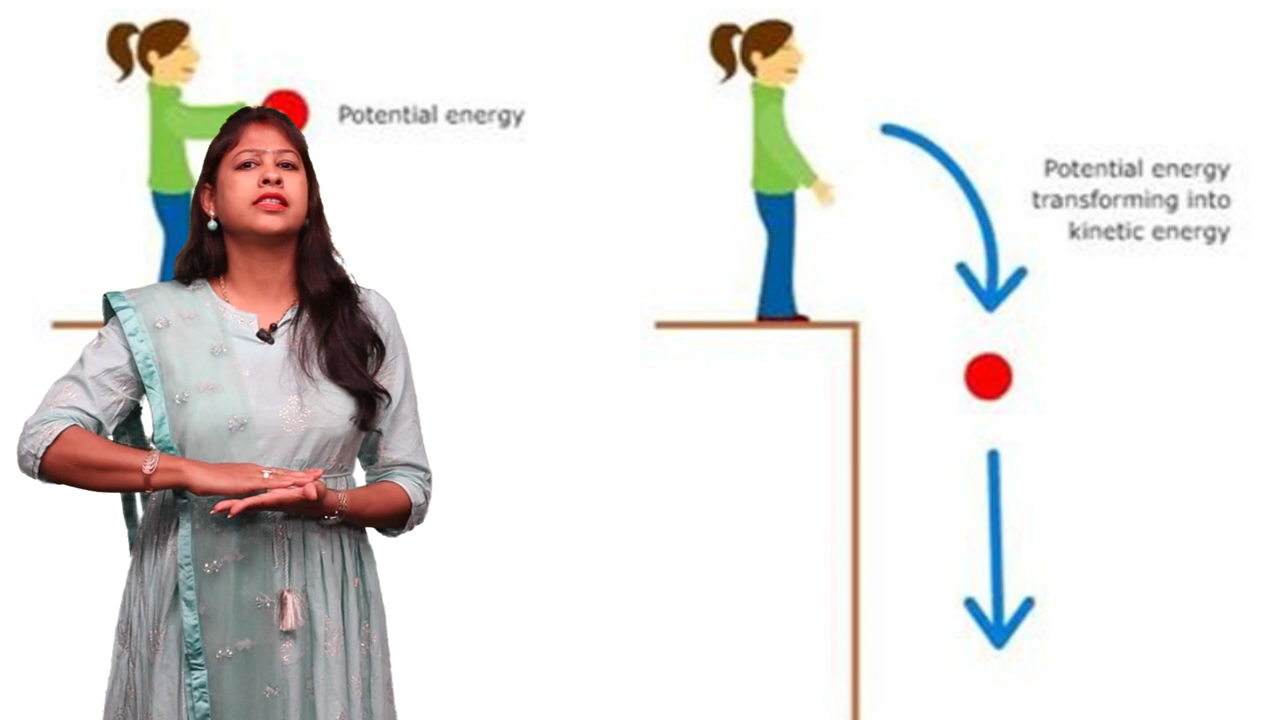 Potential energy
Potential energy
transforming into
kinetic energy